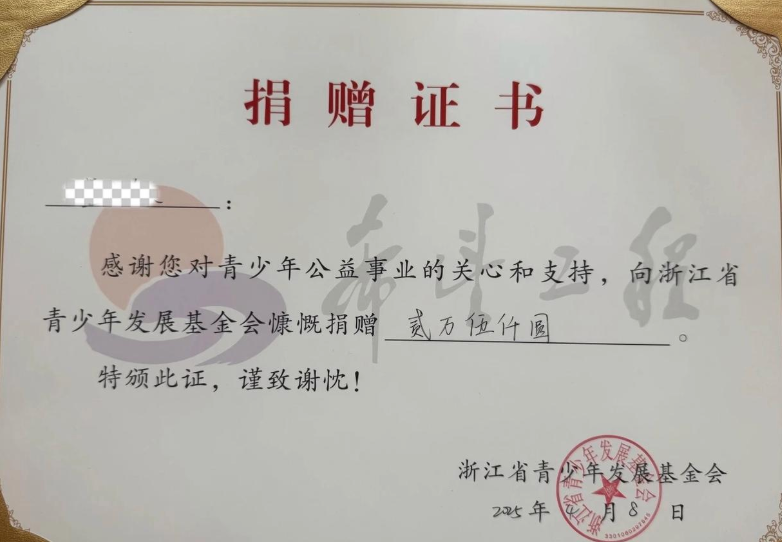 捐赠证书
：
希望工程
感谢您对青少年公益事业的关心和支持，向浙江省
青少年发展基金会慷慨捐赠 贰万伍仟圆 。
特颁此证，谨致谢忱！
浙江省青少年发展基金会
2025 年 4 月 8 日
浙江省青少年发展基金会